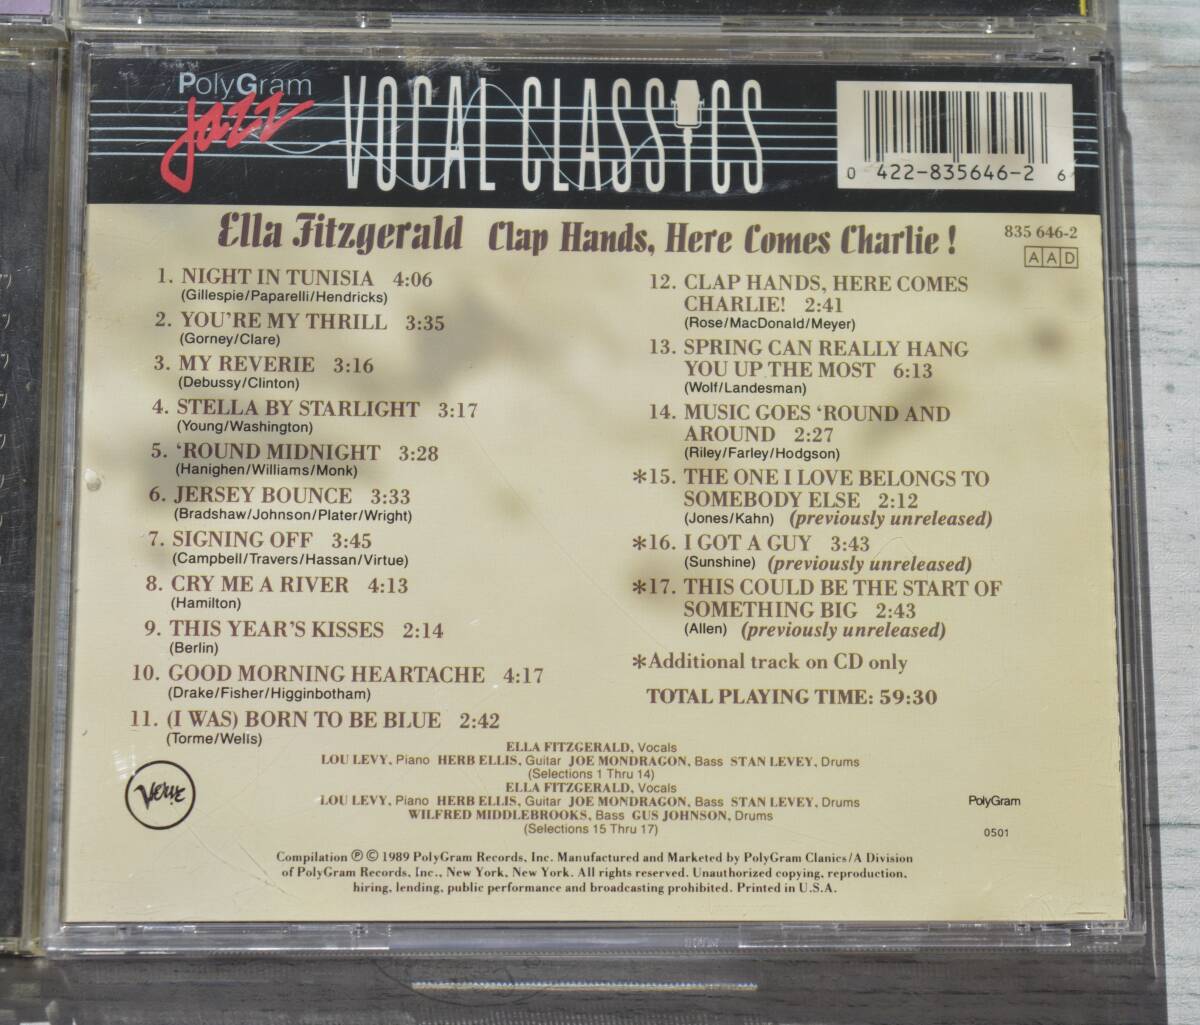 PolyGram
jazz
VOCAL CLASSICS
0 422-835646-2 6
Ella Fitzgerald Clap Hands, Here Comes Charlie!
835 646-2
AAD
1. NIGHT IN TUNISIA 4:06
(Gillespie/Paparelli/Hendricks)
2. YOU'RE MY THRILL 3:35
(Gorney/Clare)
3. MY REVERIE 3:16
(Debussy/Clinton)
4. STELLA BY STARLIGHT 3:17
(Young/Washington)
5. 'ROUND MIDNIGHT 3:28
(Hanighen/Williams/Monk)
6. JERSEY BOUNCE 3:33
(Bradshaw/Johnson/Plater/Wright)
7. SIGNING OFF 3:45
(Campbell/Travers/Hassan/Virtue)
8. CRY ME A RIVER 4:13
(Hamilton)
9. THIS YEAR'S KISSES 2:14
(Berlin)
10. GOOD MORNING HEARTACHE 4:17
(Drake/Fisher/Higginbotham)
11. (I WAS) BORN TO BE BLUE 2:42
(Torme/Wells)
12. CLAP HANDS, HERE COMES
CHARLIE! 2:41
(Rose/MacDonald/Meyer)
13. SPRING CAN REALLY HANG
YOU UP THE MOST 6:13
(Wolf/Landesman)
14. MUSIC GOES 'ROUND AND
AROUND 2:27
(Riley/Farley/Hodgson)
*15. THE ONE I LOVE BELONGS TO
SOMEBODY ELSE 2:12
(Jones/Kahn) (previously unreleased)
*16. I GOT A GUY 3:43
(Sunshine) (previously unreleased)
*17. THIS COULD BE THE START OF
SOMETHING BIG 2:43
(Allen) (previously unreleased)
*Additional track on CD only
TOTAL PLAYING TIME: 59:30
ELLA FITZGERALD, Vocals
LOU LEVY, Piano HERB ELLIS, Guitar JOE MONDRAGON, Bass STAN LEVEY, Drums
(Selections 1 Thru 14)
ELLA FITZGERALD, Vocals
LOU LEVY, Piano HERB ELLIS, Guitar JOE MONDRAGON, Bass STAN LEVEY, Drums
WILFRED MIDDLEBROOKS, Bass GUS JOHNSON, Drums
(Selections 15 Thru 17)
Verve
PolyGram
0501
Compilation ℗ © 1989 PolyGram Records, Inc. Manufactured and Marketed by PolyGram Classics/A Division
of PolyGram Records, Inc., New York, New York. All rights reserved. Unauthorized copying, reproduction,
hiring, lending, public performance and broadcasting prohibited. Printed in U.S.A.